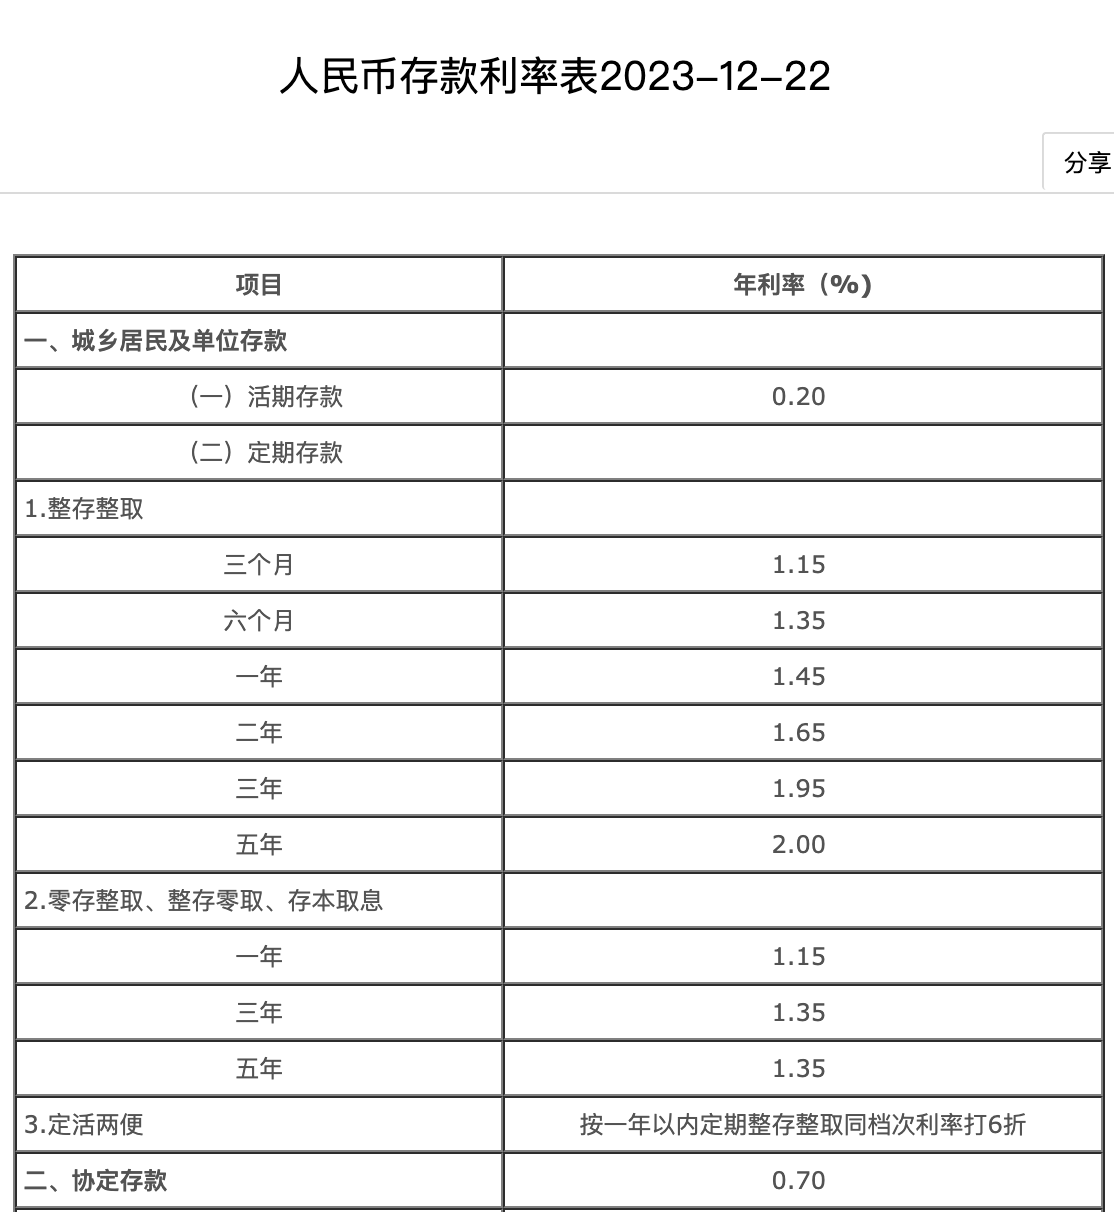 人民币存款利率表2023-12-22
分享
项目 年利率（%）
一、城乡居民及单位存款
（一）活期存款 0.20
（二）定期存款
1.整存整取
三个月 1.15
六个月 1.35
一年 1.45
二年 1.65
三年 1.95
五年 2.00
2.零存整取、整存零取、存本取息
一年 1.15
三年 1.35
五年 1.35
3.定活两便 按一年以内定期整存整取同档次利率打6折
二、协定存款 0.70